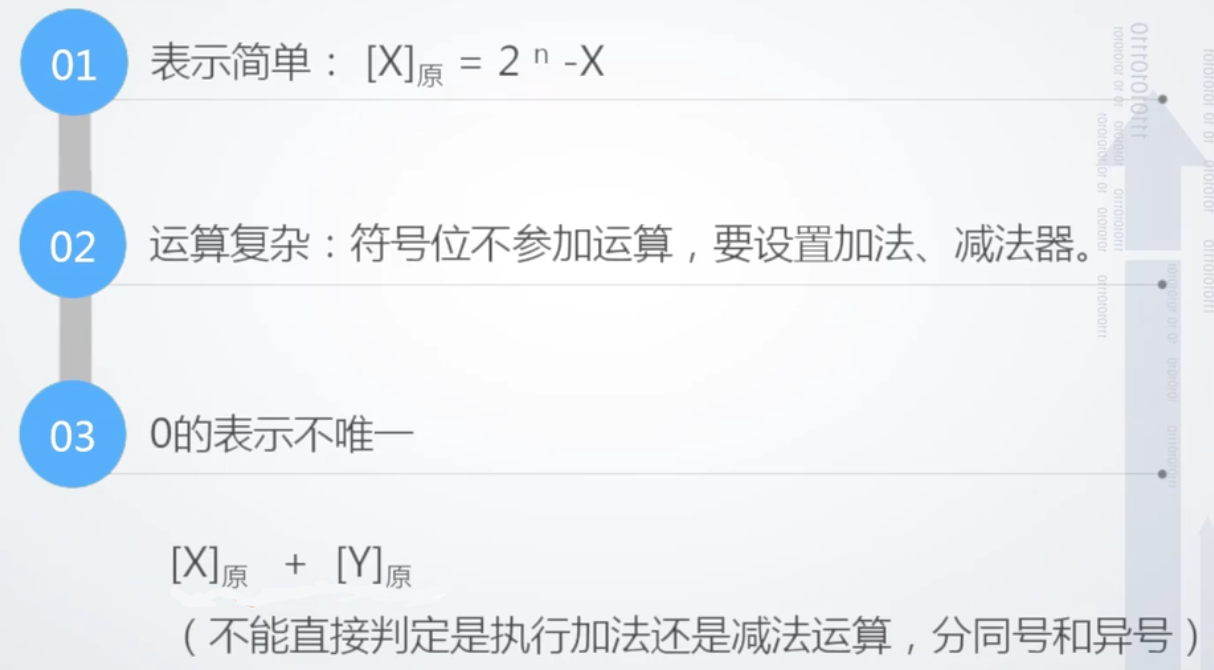 01 表示简单： [X]原 = 2 ⁿ -X
02 运算复杂：符号位不参加运算，要设置加法、减法器。
03 0的表示不唯一
[X]原 + [Y]原
（不能直接判定是执行加法还是减法运算，分同号和异号）